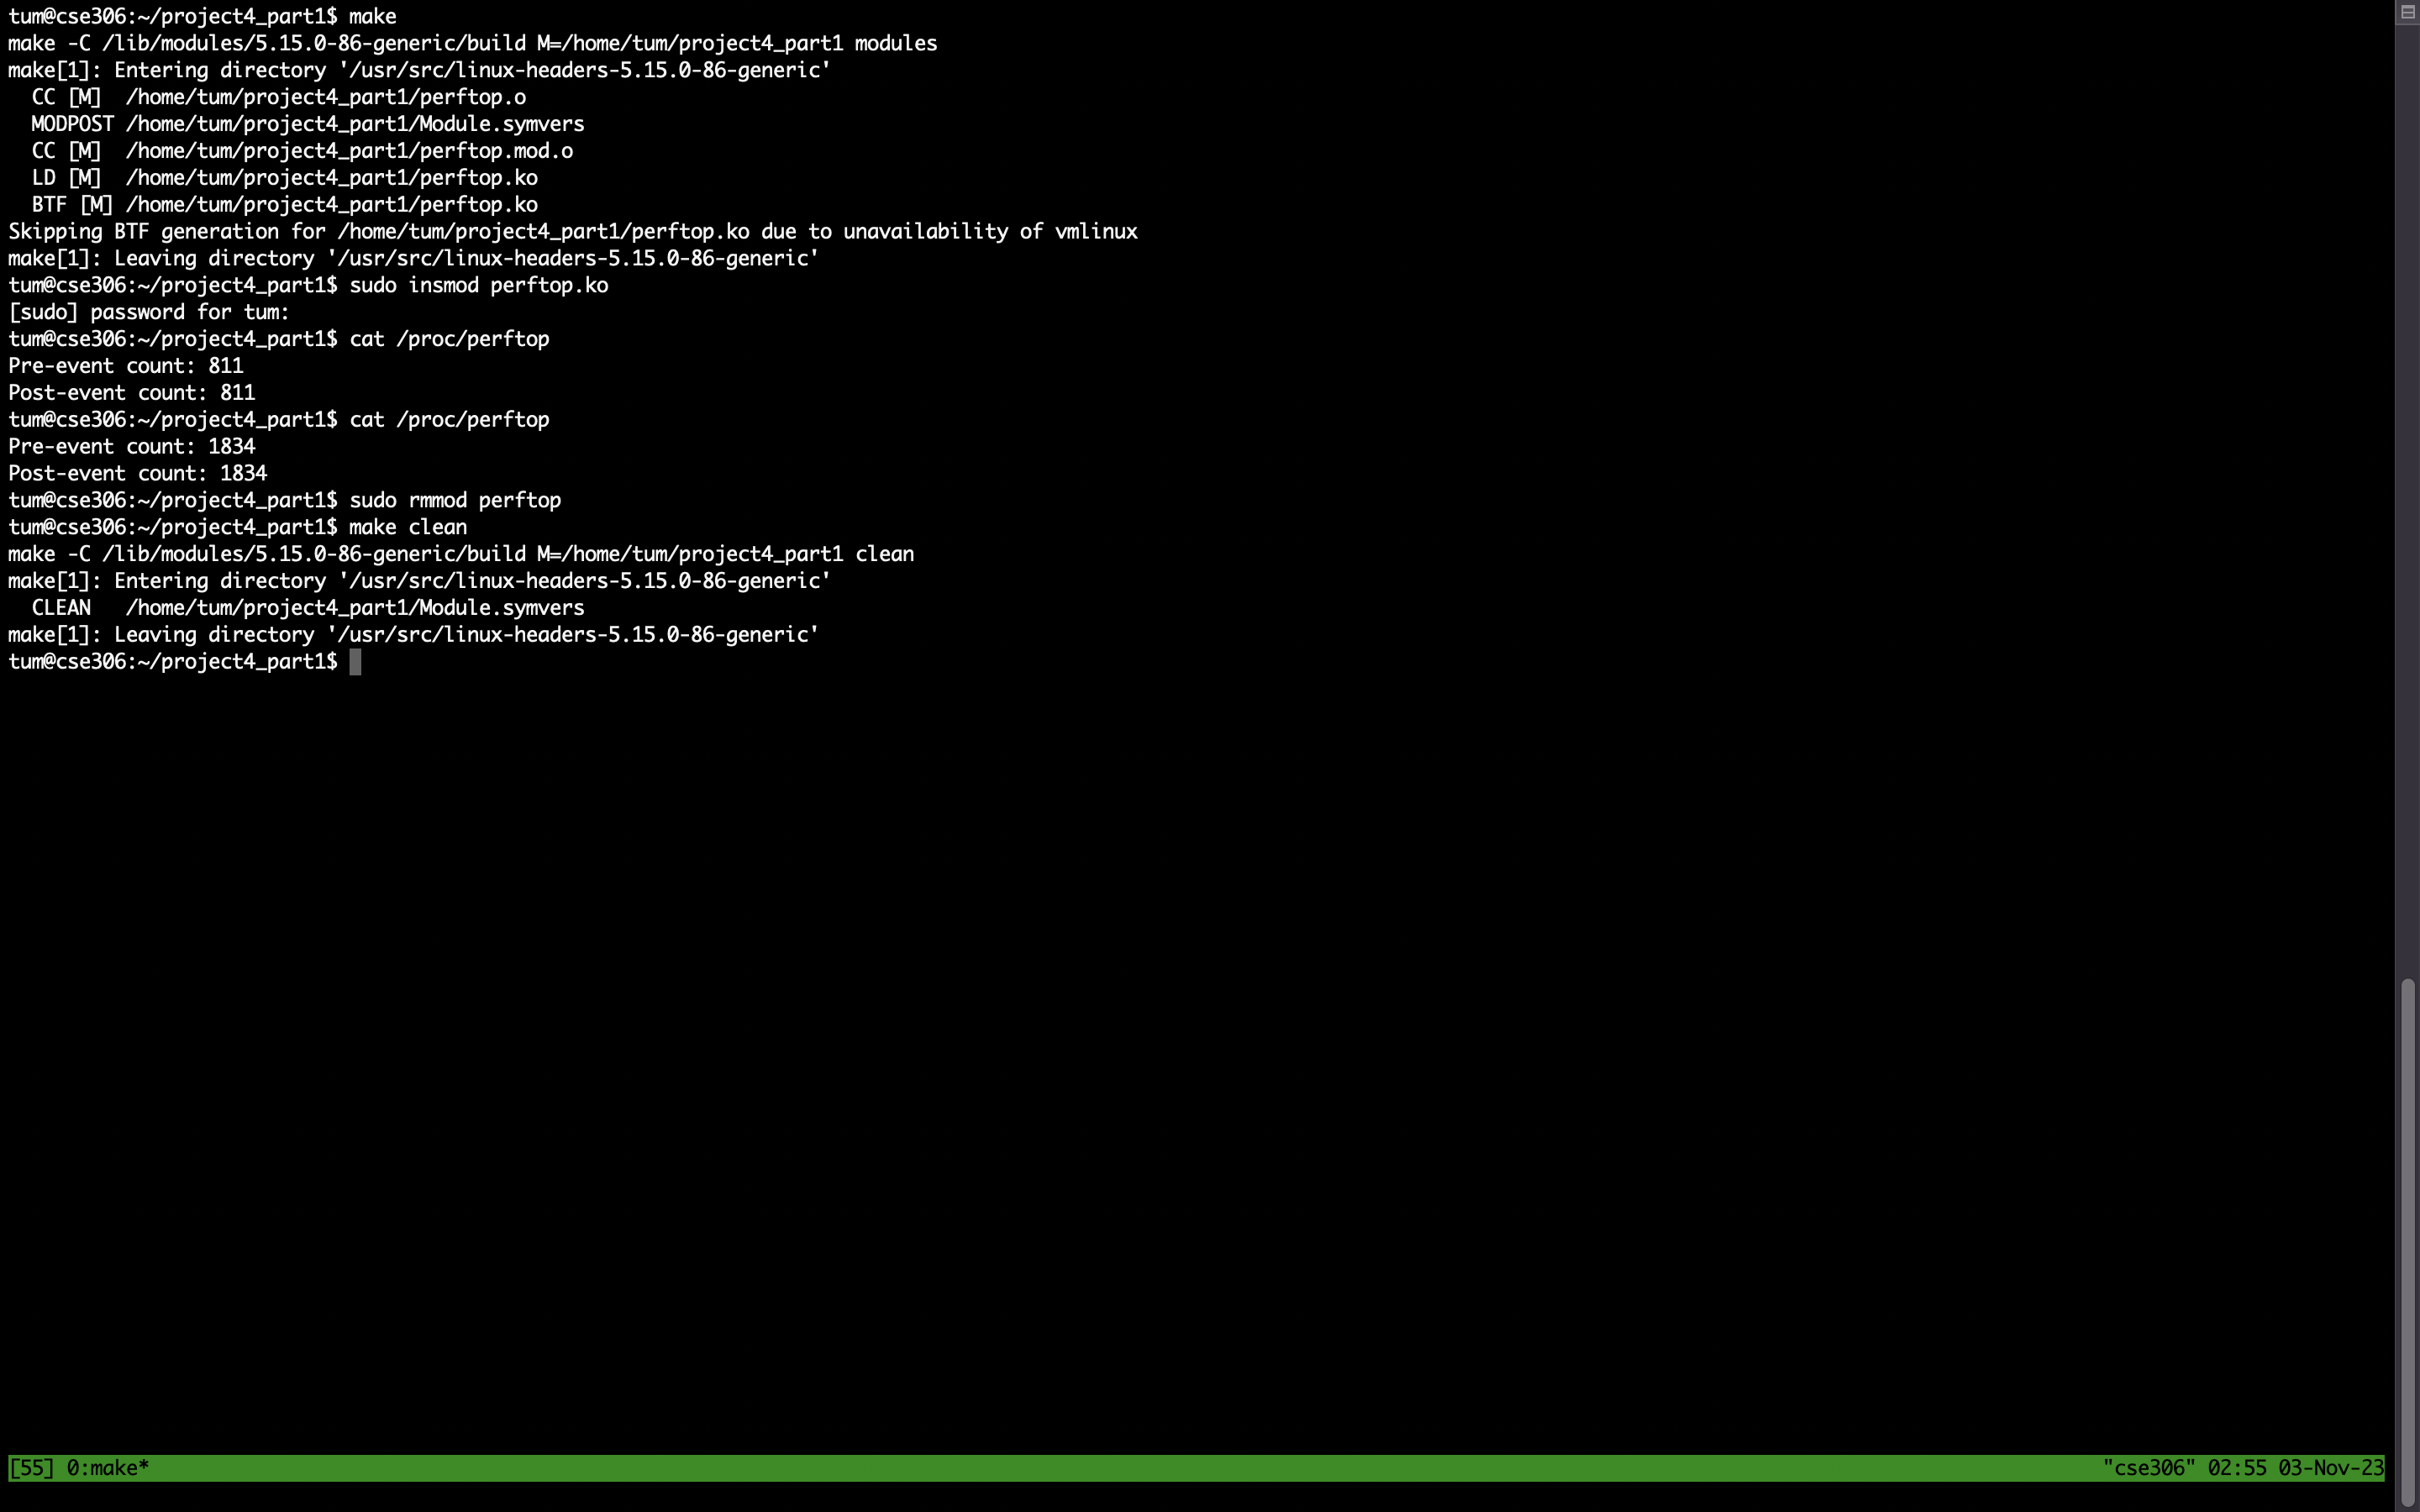 tum@cse306:~/project4_part1$ make
make -C /lib/modules/5.15.0-86-generic/build M=/home/tum/project4_part1 modules
make[1]: Entering directory '/usr/src/linux-headers-5.15.0-86-generic'
  CC [M]  /home/tum/project4_part1/perftop.o
  MODPOST /home/tum/project4_part1/Module.symvers
  CC [M]  /home/tum/project4_part1/perftop.mod.o
  LD [M]  /home/tum/project4_part1/perftop.ko
  BTF [M] /home/tum/project4_part1/perftop.ko
Skipping BTF generation for /home/tum/project4_part1/perftop.ko due to unavailability of vmlinux
make[1]: Leaving directory '/usr/src/linux-headers-5.15.0-86-generic'
tum@cse306:~/project4_part1$ sudo insmod perftop.ko
[sudo] password for tum:
tum@cse306:~/project4_part1$ cat /proc/perftop
Pre-event count: 811
Post-event count: 811
tum@cse306:~/project4_part1$ cat /proc/perftop
Pre-event count: 1834
Post-event count: 1834
tum@cse306:~/project4_part1$ sudo rmmod perftop
tum@cse306:~/project4_part1$ make clean
make -C /lib/modules/5.15.0-86-generic/build M=/home/tum/project4_part1 clean
make[1]: Entering directory '/usr/src/linux-headers-5.15.0-86-generic'
  CLEAN   /home/tum/project4_part1/Module.symvers
make[1]: Leaving directory '/usr/src/linux-headers-5.15.0-86-generic'
tum@cse306:~/project4_part1$
[55] 0:make* "cse306" 02:55 03-Nov-23